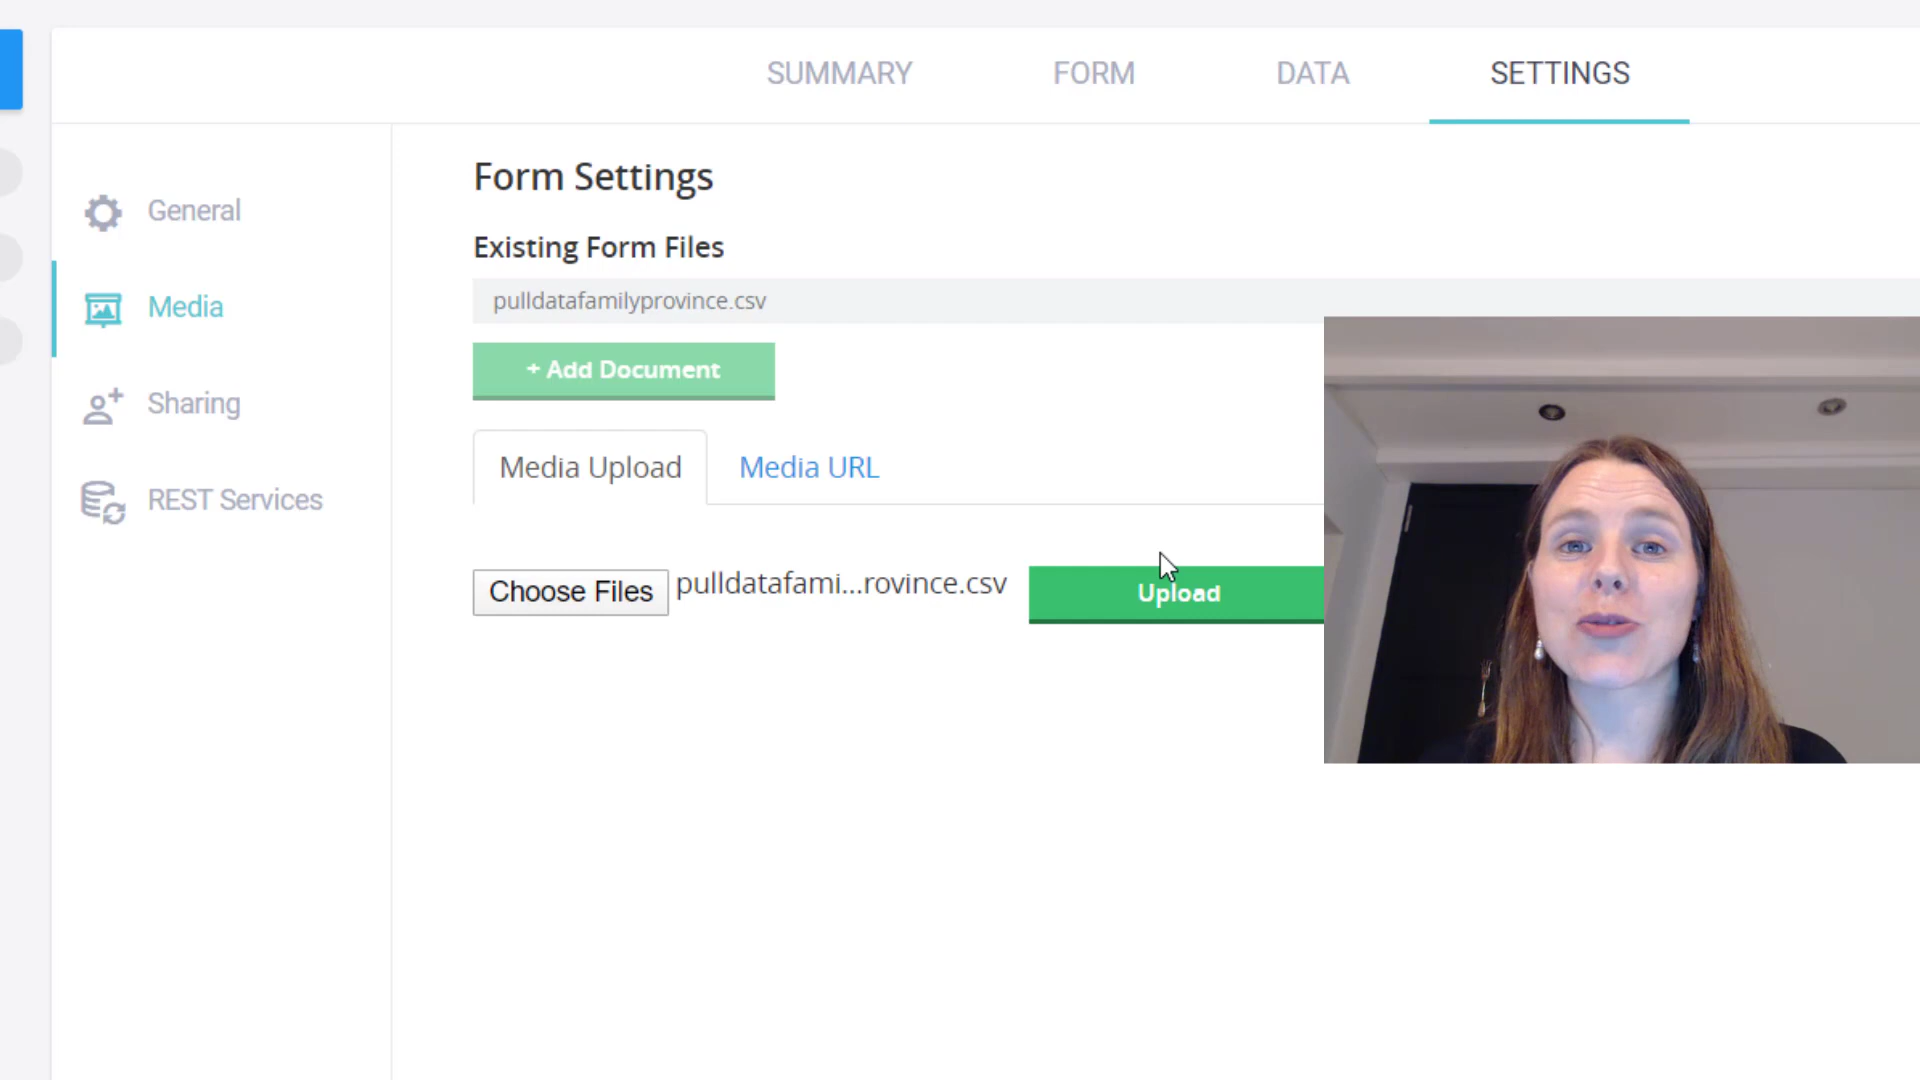 SUMMARY FORM DATA SETTINGS
General
Media
Sharing
REST Services
Form Settings
Existing Form Files
pulldatafamilyprovince.csv
+ Add Document
Media Upload Media URL
Choose Files pulldatafami...rovince.csv Upload